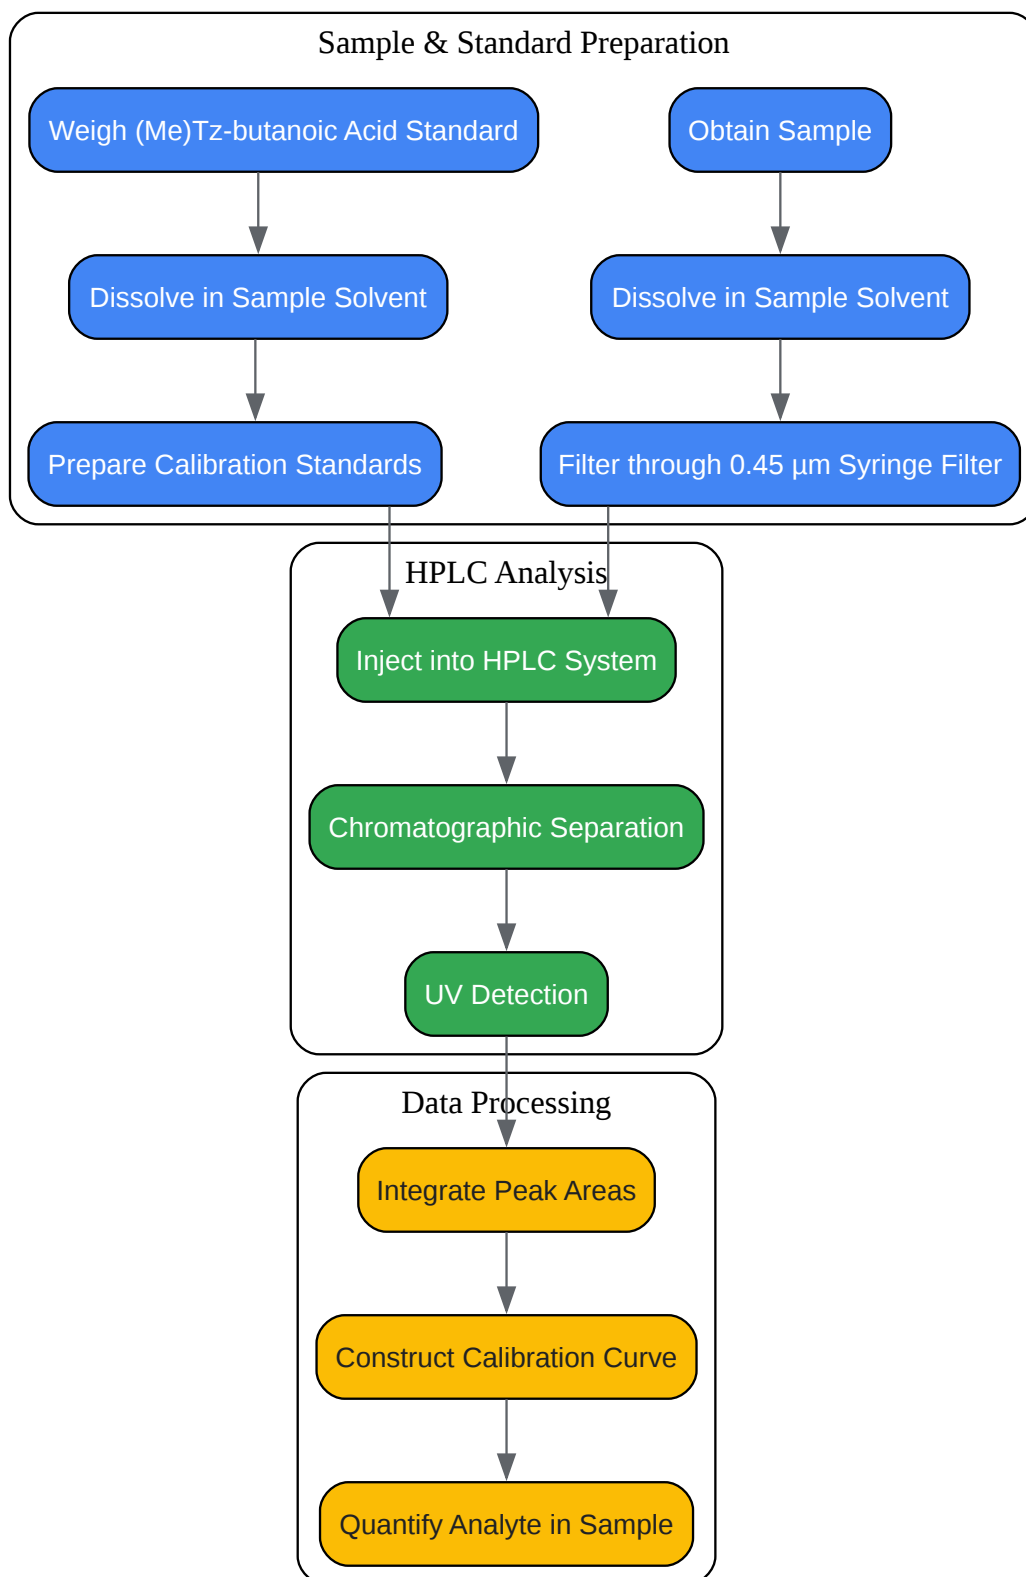 Sample & Standard Preparation
Weigh (Me)Tz-butanoic Acid Standard
Obtain Sample
Dissolve in Sample Solvent
Dissolve in Sample Solvent
Prepare Calibration Standards
Filter through 0.45 µm Syringe Filter
HPLC Analysis
Inject into HPLC System
Chromatographic Separation
UV Detection
Data Processing
Integrate Peak Areas
Construct Calibration Curve
Quantify Analyte in Sample